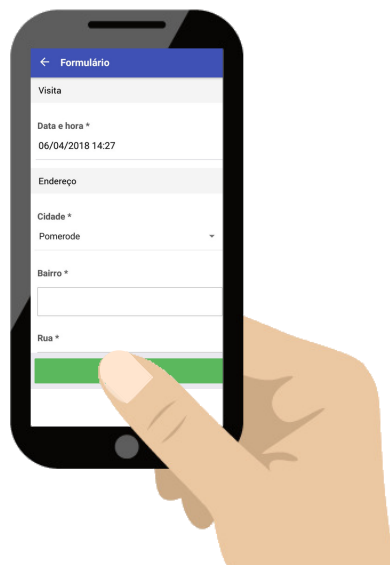 Formulário
Visita
Data e hora *
06/04/2018 14:27
Endereço
Cidade *
Pomerode
Bairro *
Rua *